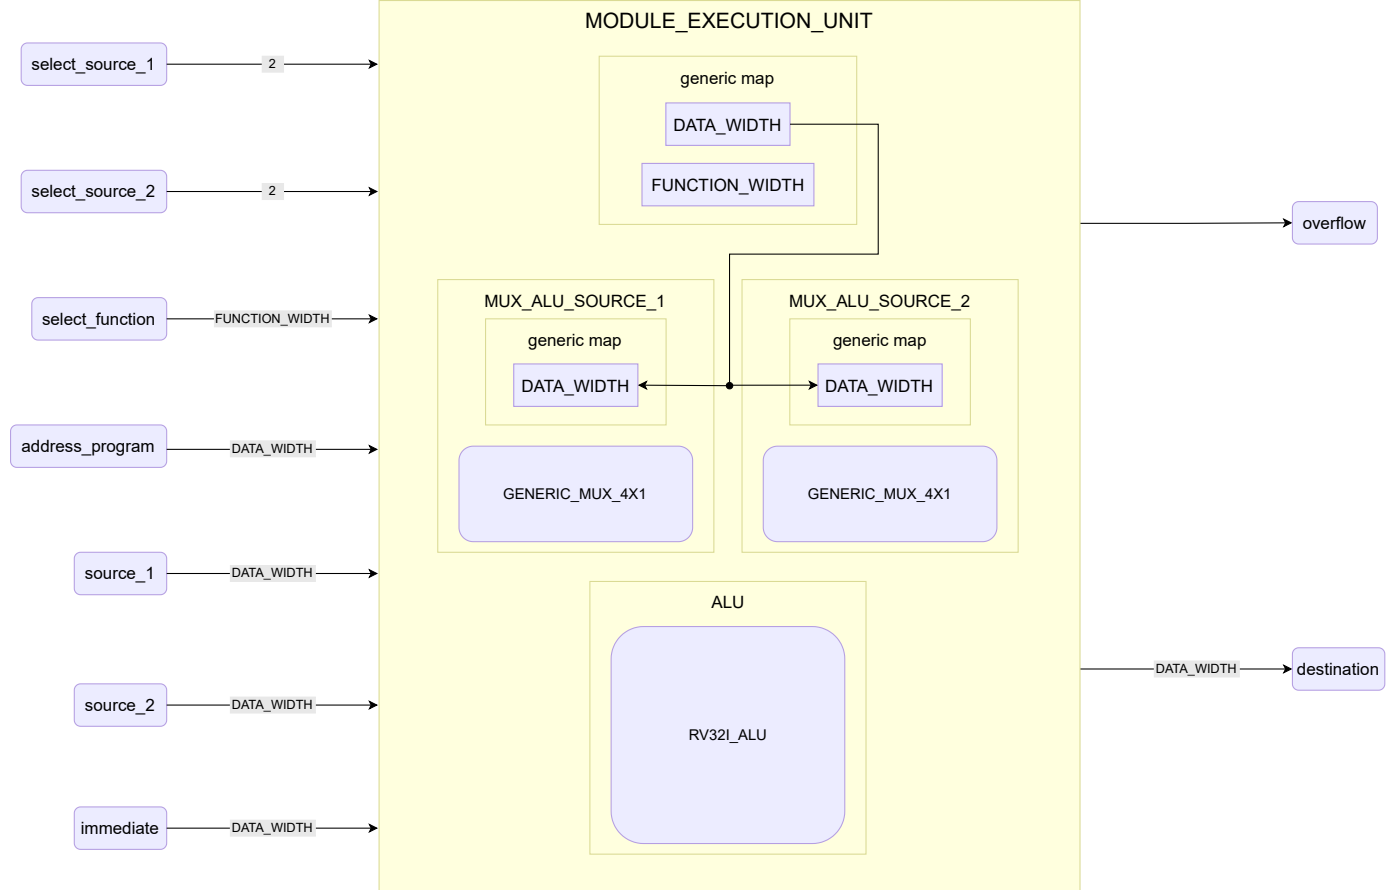 MODULE_EXECUTION_UNIT
select_source_1
2
generic map
DATA_WIDTH
FUNCTION_WIDTH
select_source_2
2
overflow
MUX_ALU_SOURCE_1
MUX_ALU_SOURCE_2
select_function
FUNCTION_WIDTH
generic map
generic map
DATA_WIDTH
DATA_WIDTH
address_program
DATA_WIDTH
GENERIC_MUX_4X1
GENERIC_MUX_4X1
source_1
DATA_WIDTH
ALU
DATA_WIDTH
destination
source_2
DATA_WIDTH
RV32I_ALU
immediate
DATA_WIDTH